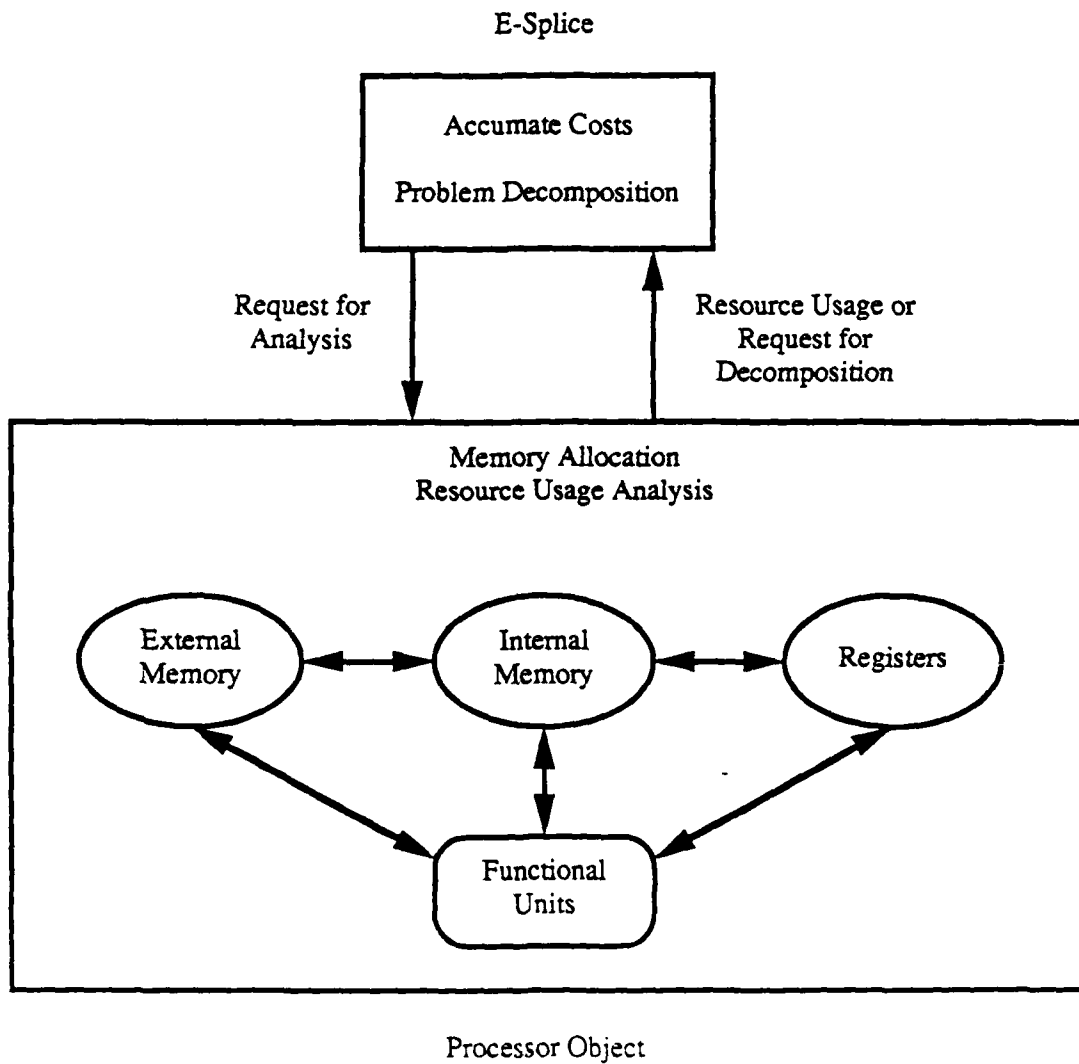 E-Splice
Accumate Costs
Problem Decomposition
Request for
Analysis
Resource Usage or
Request for
Decomposition
Memory Allocation
Resource Usage Analysis
External
Memory
Internal
Memory
Registers
Functional
Units
Processor Object